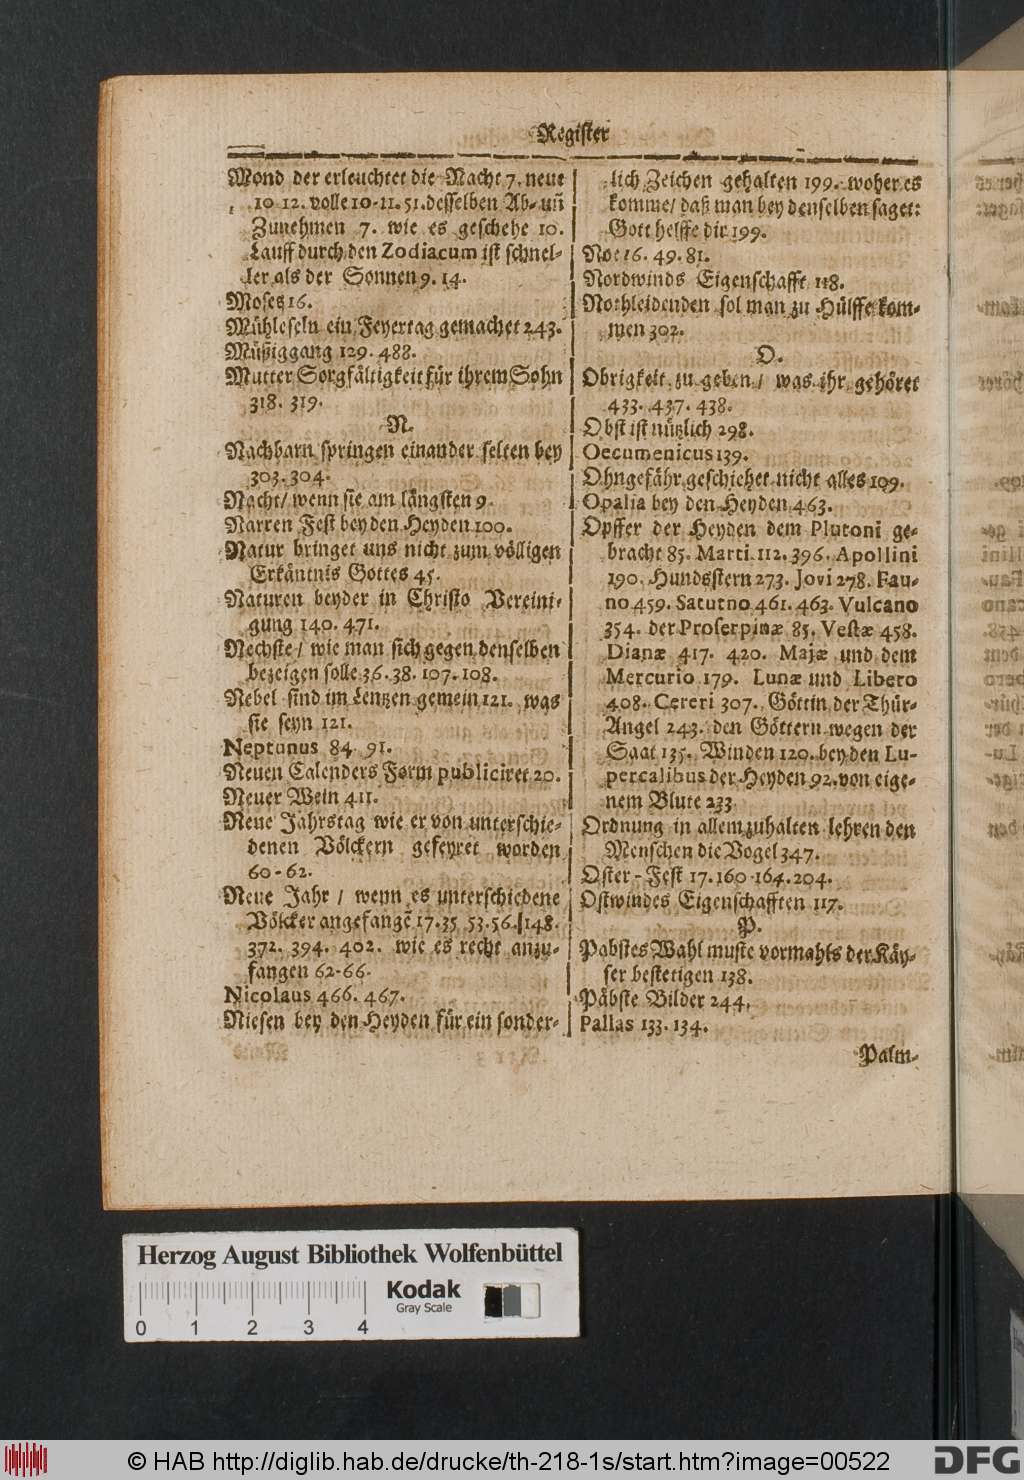 Register
Mond der erleuchtet die Nacht 7. neue
10 12. volle 10-11. 51. desselben Ab- uñ
Zunehmen 7. wie es geschehe 10.
Lauff durch den Zodiacum ist schnel-
ler als der Sonnen 9. 14.
Moses 16.
Mühleseln ein Feyertag gemachet 243.
Müßiggang 129. 488.
Mutter Sorgfältigkeit für ihrem Sohn
318. 319.
N.
Nachbarn springen einander selten bey
303. 304.
Nacht/ wenn sie am längsten 9.
Narren Fest bey den Heyden 100.
Natur bringet uns nicht zum völligen
Erkäntnis Gottes 45.
Naturen beyder in Christo Vereini-
gung 140. 471.
Nechste/ wie man sich gegen denselben
bezeigen solle 36. 38. 107. 108.
Nebel sind im Lentzen gemein 121. was
sie seyn 121.
Neptunus 84. 91.
Neuen Calenders Form publiciret 20.
Neuer Wein 411.
Neue Jahrstag wie er von unterschie-
denen Völckern gefeyret worden
60-62.
Neue Jahr / wenn es unterschiedene
Völcker angefangẽ 17. 35 53. 56. 148.
372. 394. 402. wie es recht anzu-
fangen 62-66.
Nicolaus 466. 467.
Niesen bey den Heyden für ein sonder-
lich Zeichen gehalten 199. woher es
komme/ daß man bey denselben saget:
Gott helffe dir 199.
Noe 16. 49. 81.
Nordwinds Eigenschafft 118.
Nothleidenden sol man zu Hülffe kom-
men 302.
O.
Obrigkeit zu geben / was ihr gehöret
433. 437. 438.
Obst ist nützlich 298.
Oecumenicus 139.
Ohngefähr geschiehet nicht alles 109.
Opalia bey den Heyden 463.
Opffer der Heyden dem Plutoni ge-
bracht 85. Marti 112. 396. Apollini
190. Hundsstern 273. Jovi 278. Fau-
no 459. Saturno 461. 463. Vulcano
354. der Proserpinæ 85. Vestæ 458.
Dianæ 417. 420. Majæ und dem
Mercurio 179. Lunæ und Libero
408. Cereri 307. Göttin der Thür-
Angel 243. den Göttern wegen der
Saat 135. Winden 120. bey den Lu-
percalibus der Heyden 92. von eige-
nem Blute 233
Ordnung in allem zuhalten lehren den
Menschen die Vogel 347.
Oster-Fest 17. 160-164. 204.
Ostwindes Eigenschafften 117.
P.
Pabstes Wahl muste vormahls der Käy-
ser bestetigen 138.
Päbste Bilder 244.
Pallas 133. 134.
Palm-
Herzog August Bibliothek Wolfenbüttel
Kodak
Gray Scale
0 1 2 3 4
© HAB http://diglib.hab.de/drucke/th-218-1s/start.htm?image=00522
DFG